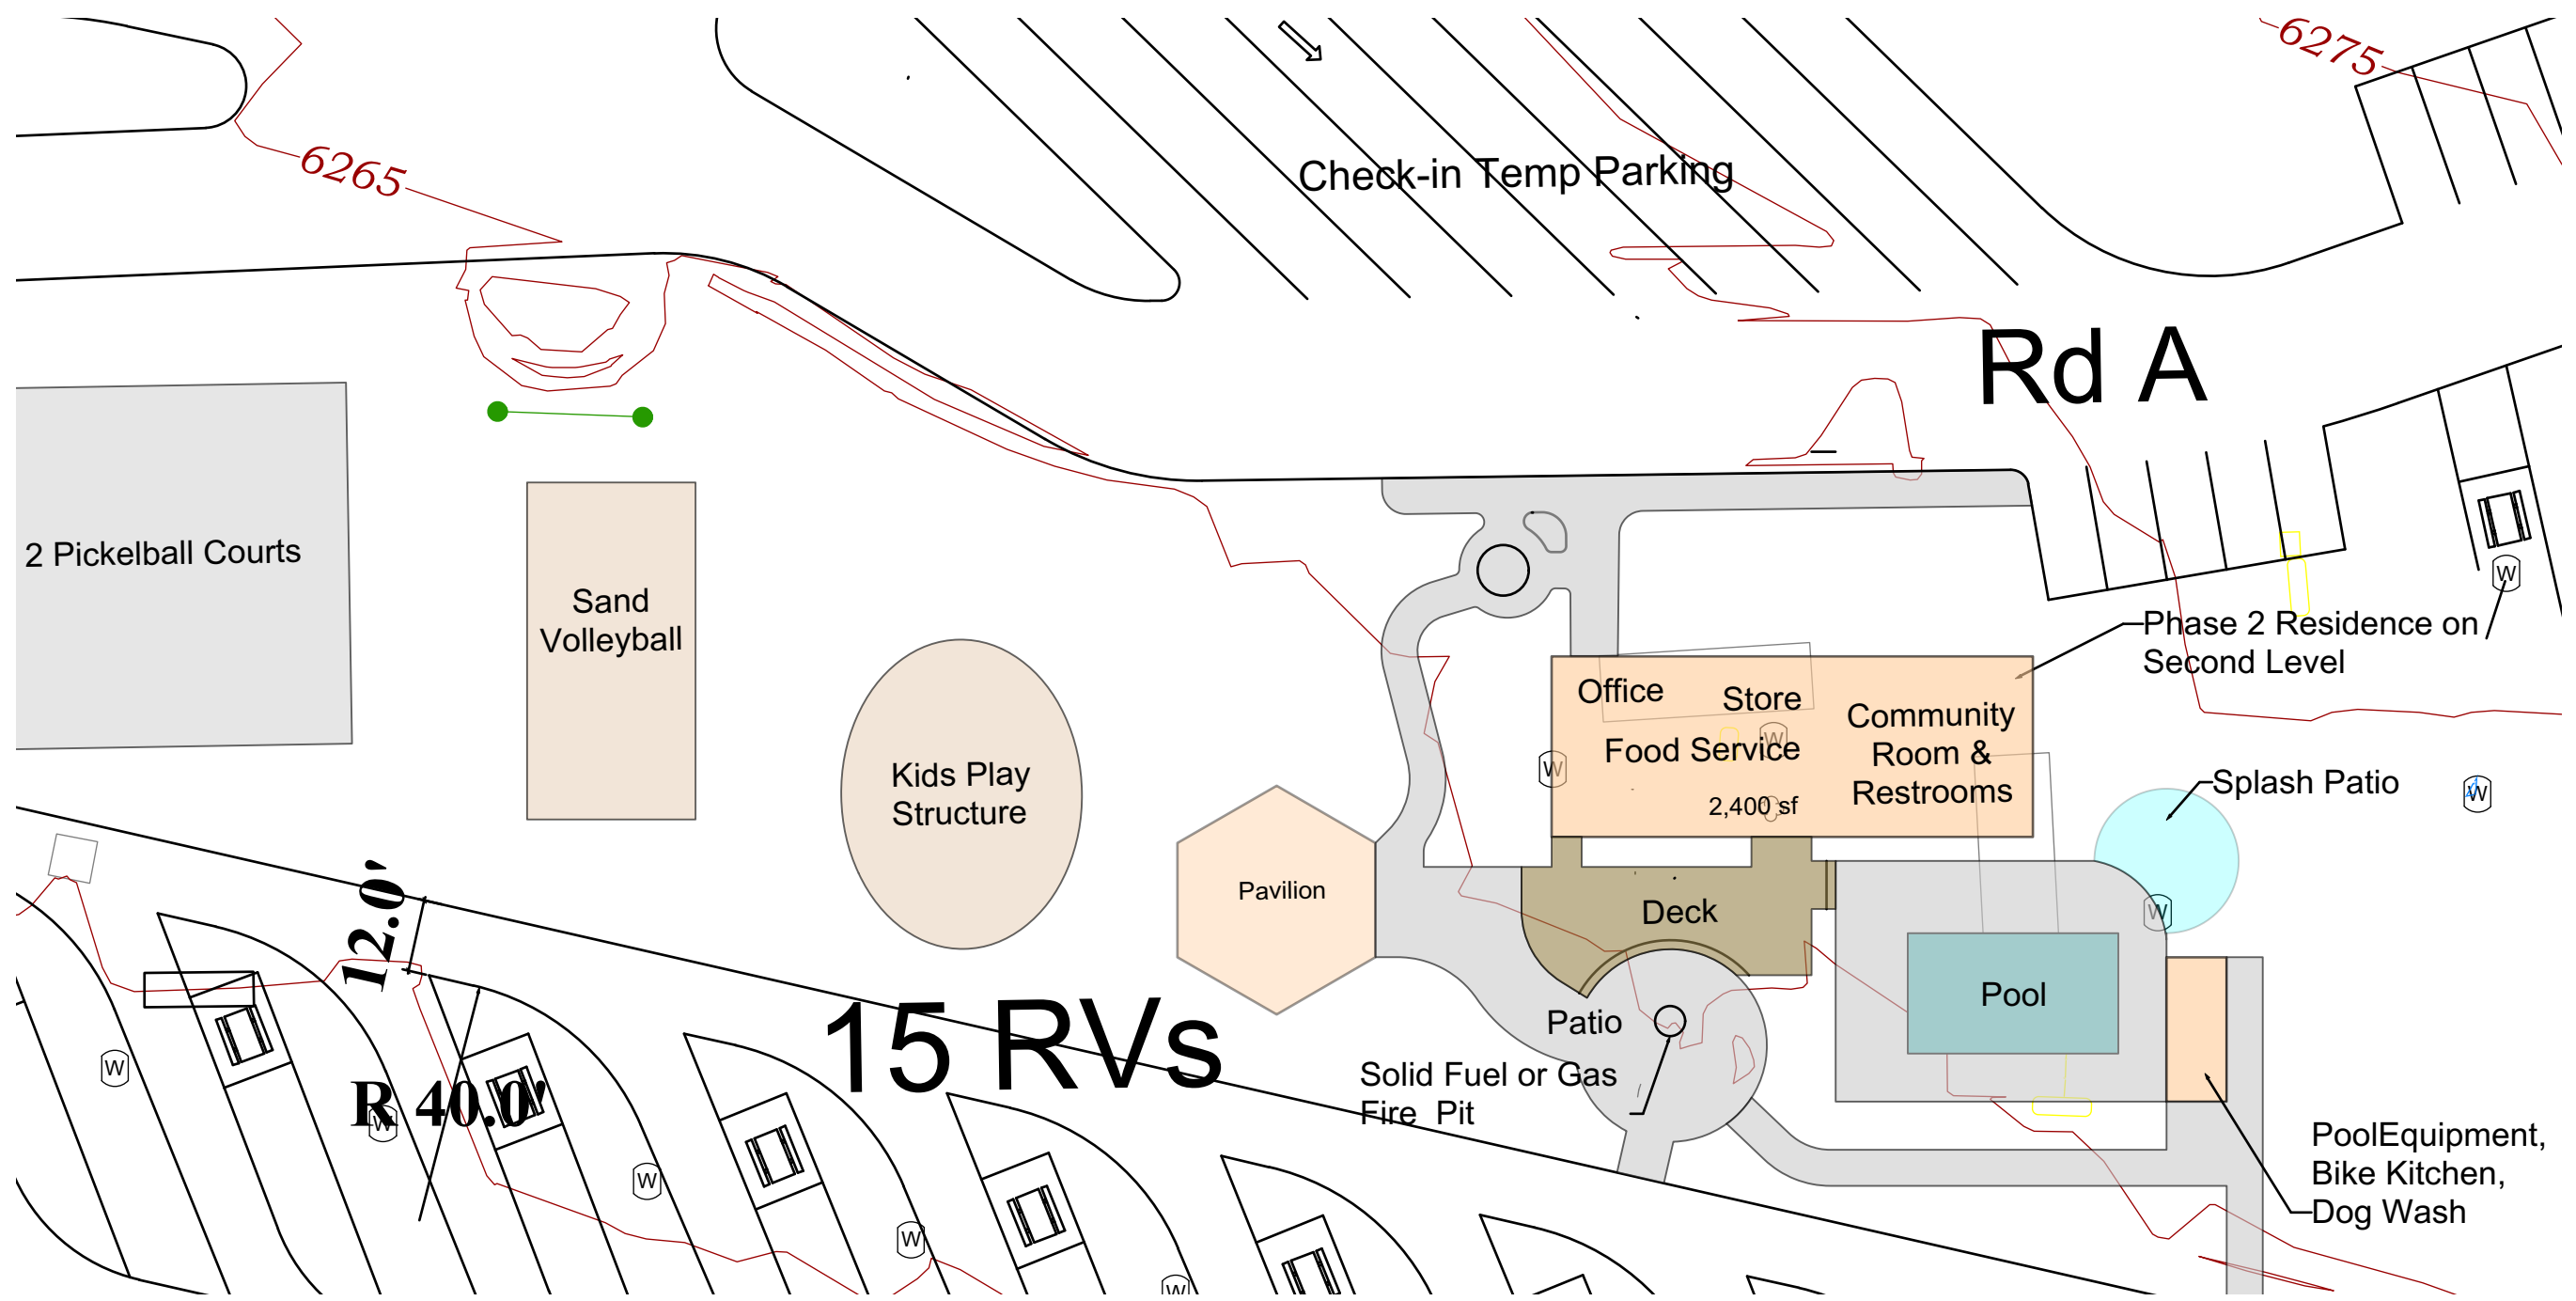 6275
6265
Check-in Temp Parking
Rd A
2 Pickelball Courts
Sand
Volleyball
W
Phase 2 Residence on
Second Level
Office
Store
Community
Room &
Restrooms
Food Service
2,400 sf
W
W
Kids Play
Structure
Splash Patio
W
Pavilion
Deck
W
12.0'
Pool
15 RVs
Patio
Solid Fuel or Gas
Fire Pit
W
R 40.0'
W
PoolEquipment,
Bike Kitchen,
Dog Wash
W
W
W